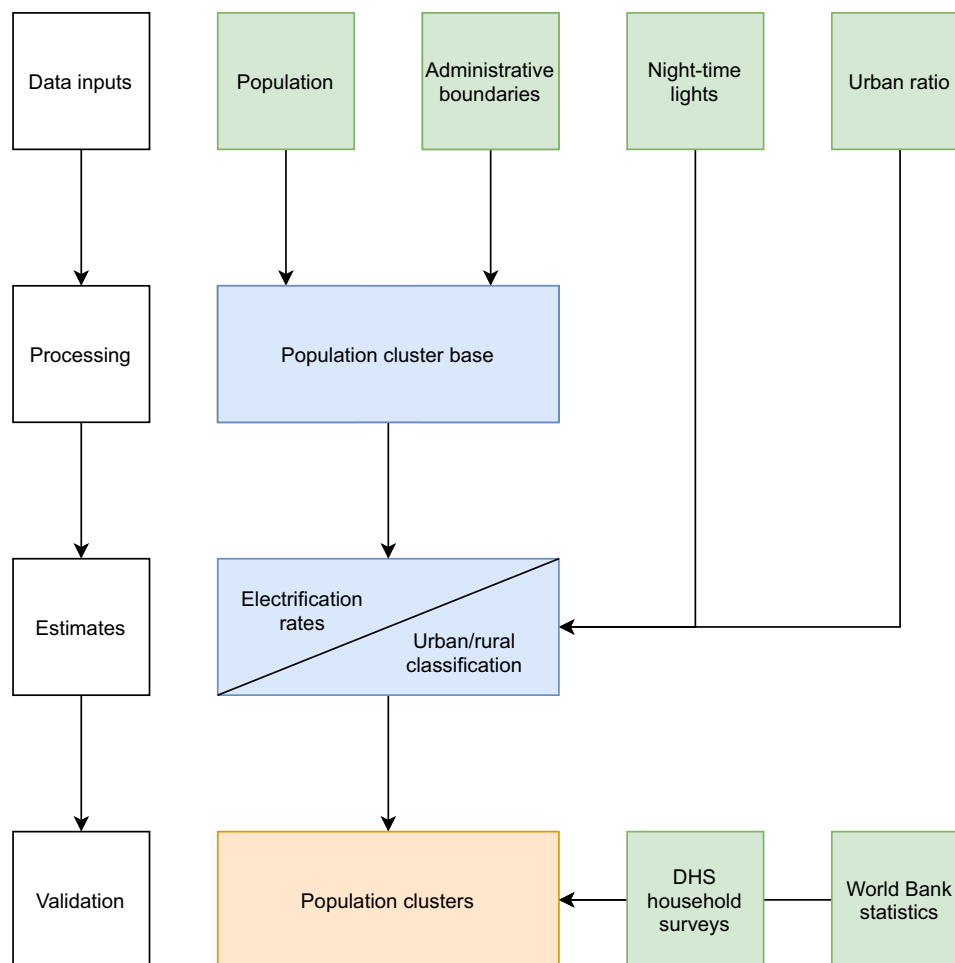 Data inputs
Population
Administrative
boundaries
Night-time
lights
Urban ratio
Processing
Population cluster base
Estimates
Electrification
rates
Urban/rural
classification
Validation
Population clusters
DHS
household
surveys
World Bank
statistics